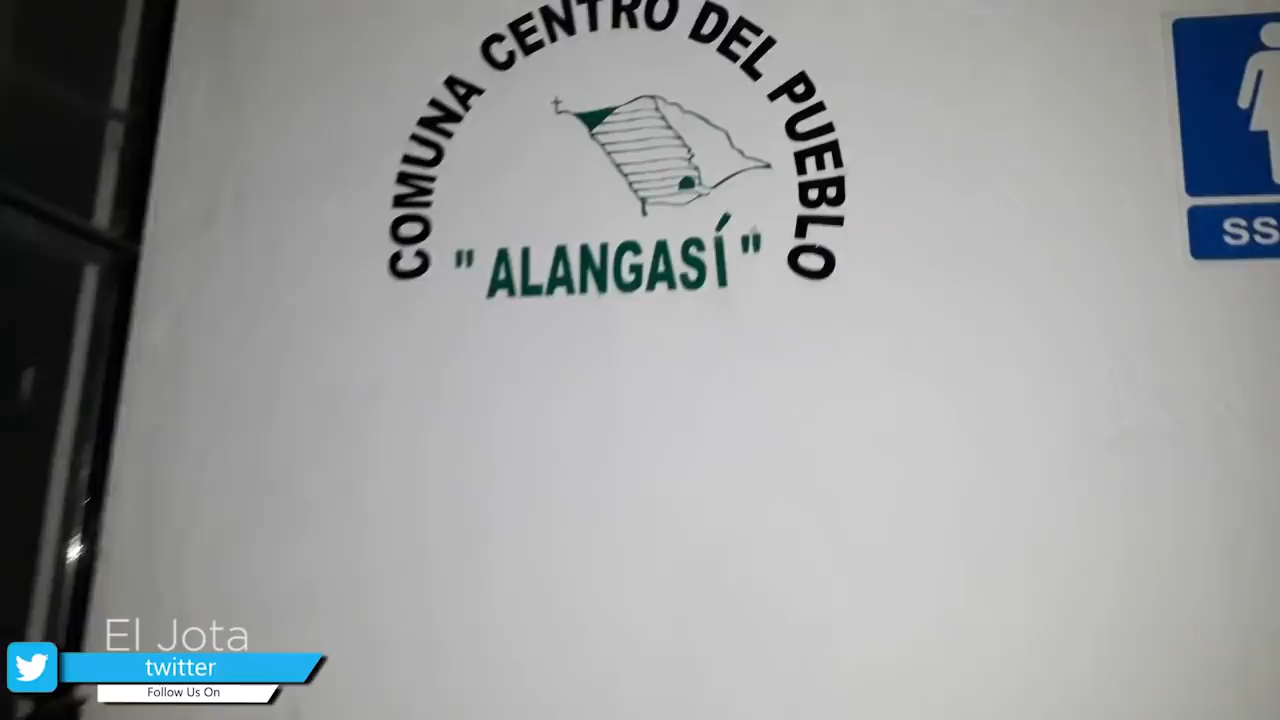 COMUNA CENTRO DEL PUEBLO
" ALANGASÍ "
SS
El Jota
twitter
Follow Us On